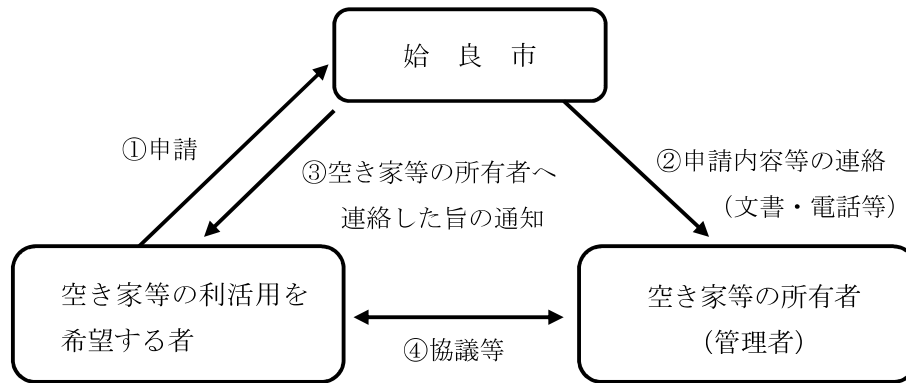 姶　良　市
①申請
③空き家等の所有者へ
連絡した旨の通知
②申請内容等の連絡
（文書・電話等）
空き家等の利活用を
希望する者
④協議等
空き家等の所有者
（管理者）